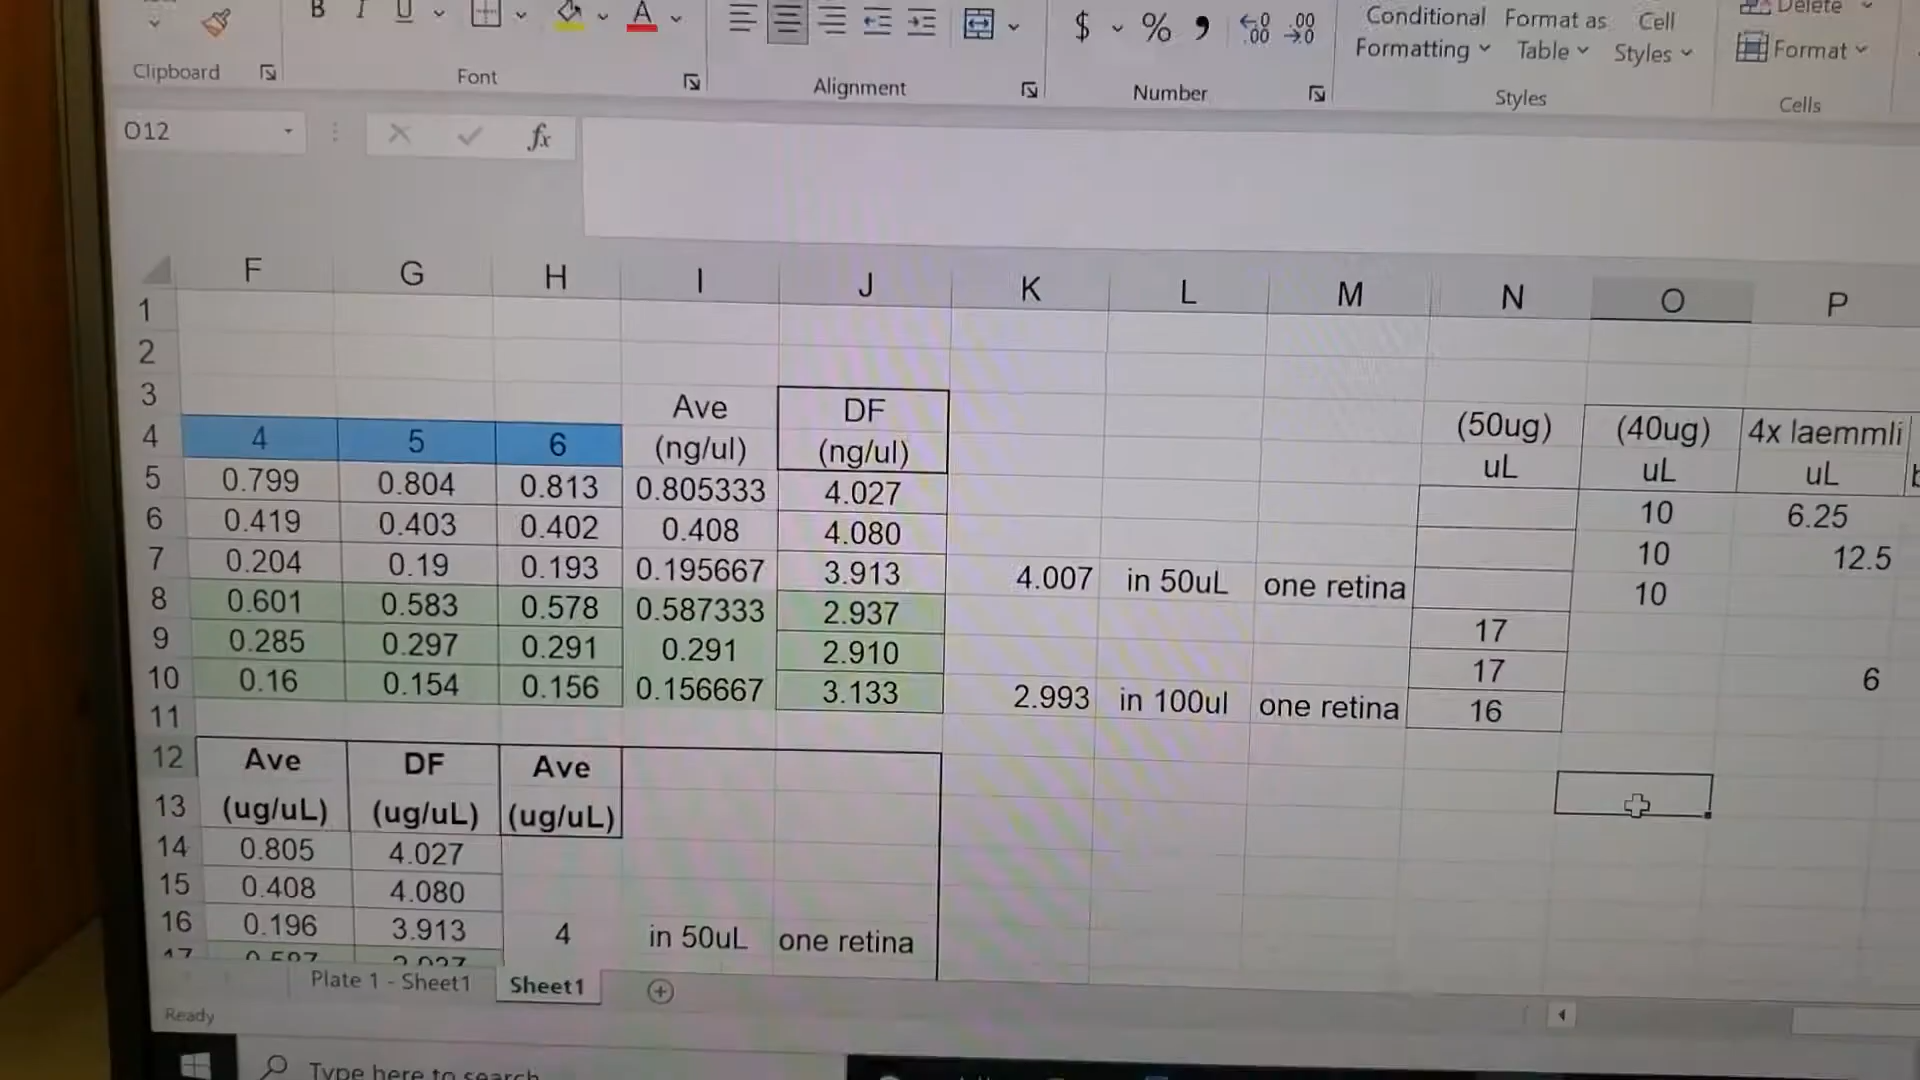 B I U A $ % , Conditional Format as Cell Delete
Formatting Table Styles Format
Clipboard Font Alignment Number Styles Cells
O12 fx
F G H I J K L M N O P
1
2
3 Ave DF (50ug) (40ug) 4x laemmli
4 4 5 6 (ng/ul) (ng/ul) uL uL uL
5 0.799 0.804 0.813 0.805333 4.027 10 6.25
6 0.419 0.403 0.402 0.408 4.080 10 12.5
7 0.204 0.19 0.193 0.195667 3.913 4.007 in 50uL one retina 10
8 0.601 0.583 0.578 0.587333 2.937 17
9 0.285 0.297 0.291 0.291 2.910 17 6
10 0.16 0.154 0.156 0.156667 3.133 2.993 in 100ul one retina 16
11
12 Ave DF Ave
13 (ug/uL) (ug/uL) (ug/uL)
14 0.805 4.027
15 0.408 4.080
16 0.196 3.913 4 in 50uL one retina
Plate 1 - Sheet1 Sheet1
Ready
Type here to search